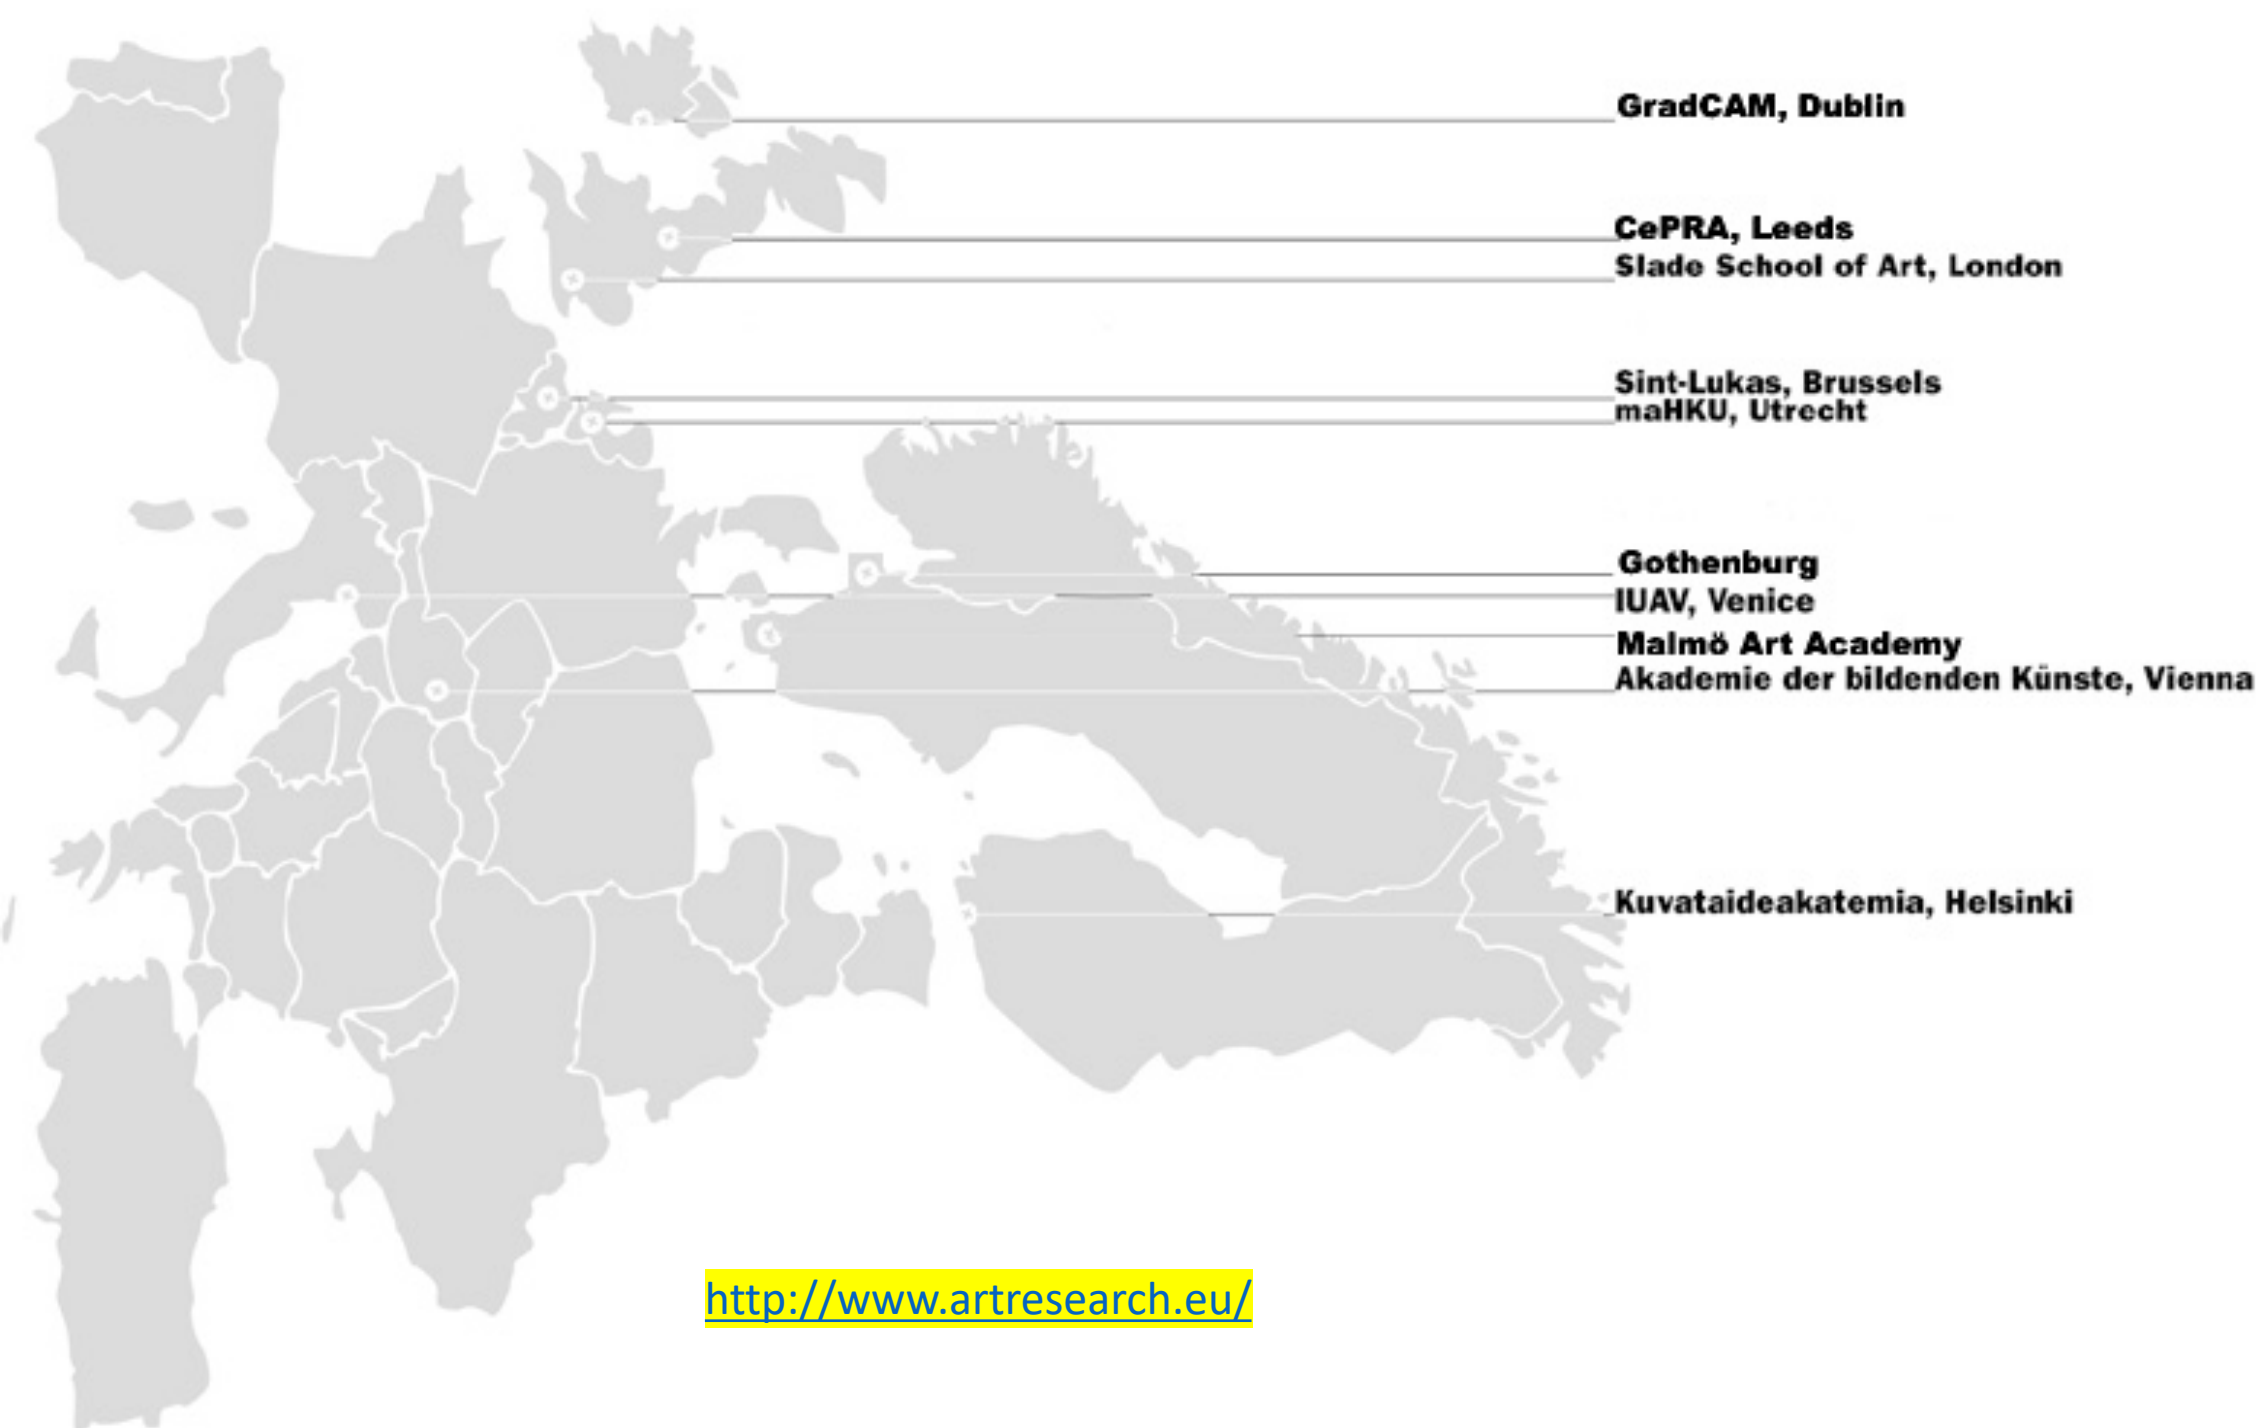 GradCAM, Dublin
CePRA, Leeds
Slade School of Art, London
Sint-Lukas, Brussels
maHKU, Utrecht
Gothenburg
IUAV, Venice
Malmö Art Academy
Akademie der bildenden Künste, Vienna
Kuvataideakatemia, Helsinki
http://www.artresearch.eu/